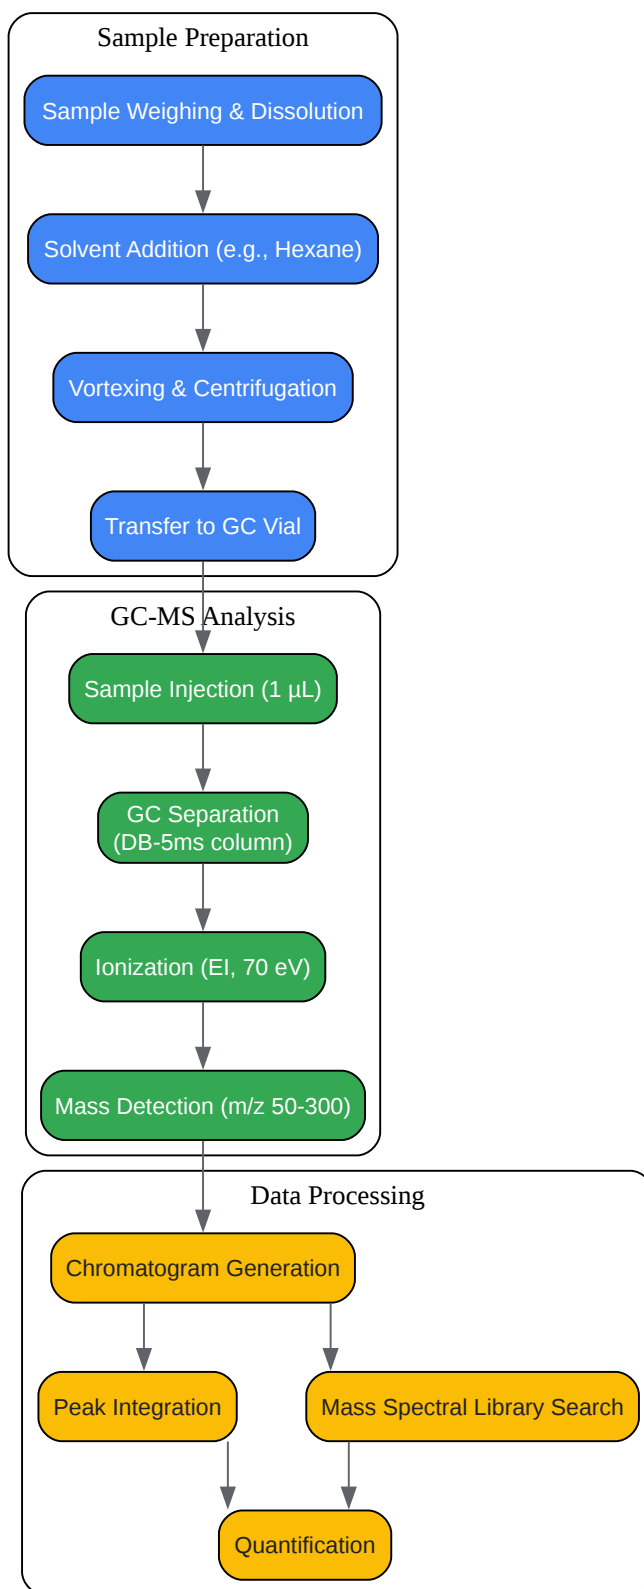 Sample Preparation
Sample Weighing & Dissolution
Solvent Addition (e.g., Hexane)
Vortexing & Centrifugation
Transfer to GC Vial
GC-MS Analysis
Sample Injection (1 µL)
GC Separation
(DB-5ms column)
Ionization (EI, 70 eV)
Mass Detection (m/z 50-300)
Data Processing
Chromatogram Generation
Peak Integration
Mass Spectral Library Search
Quantification